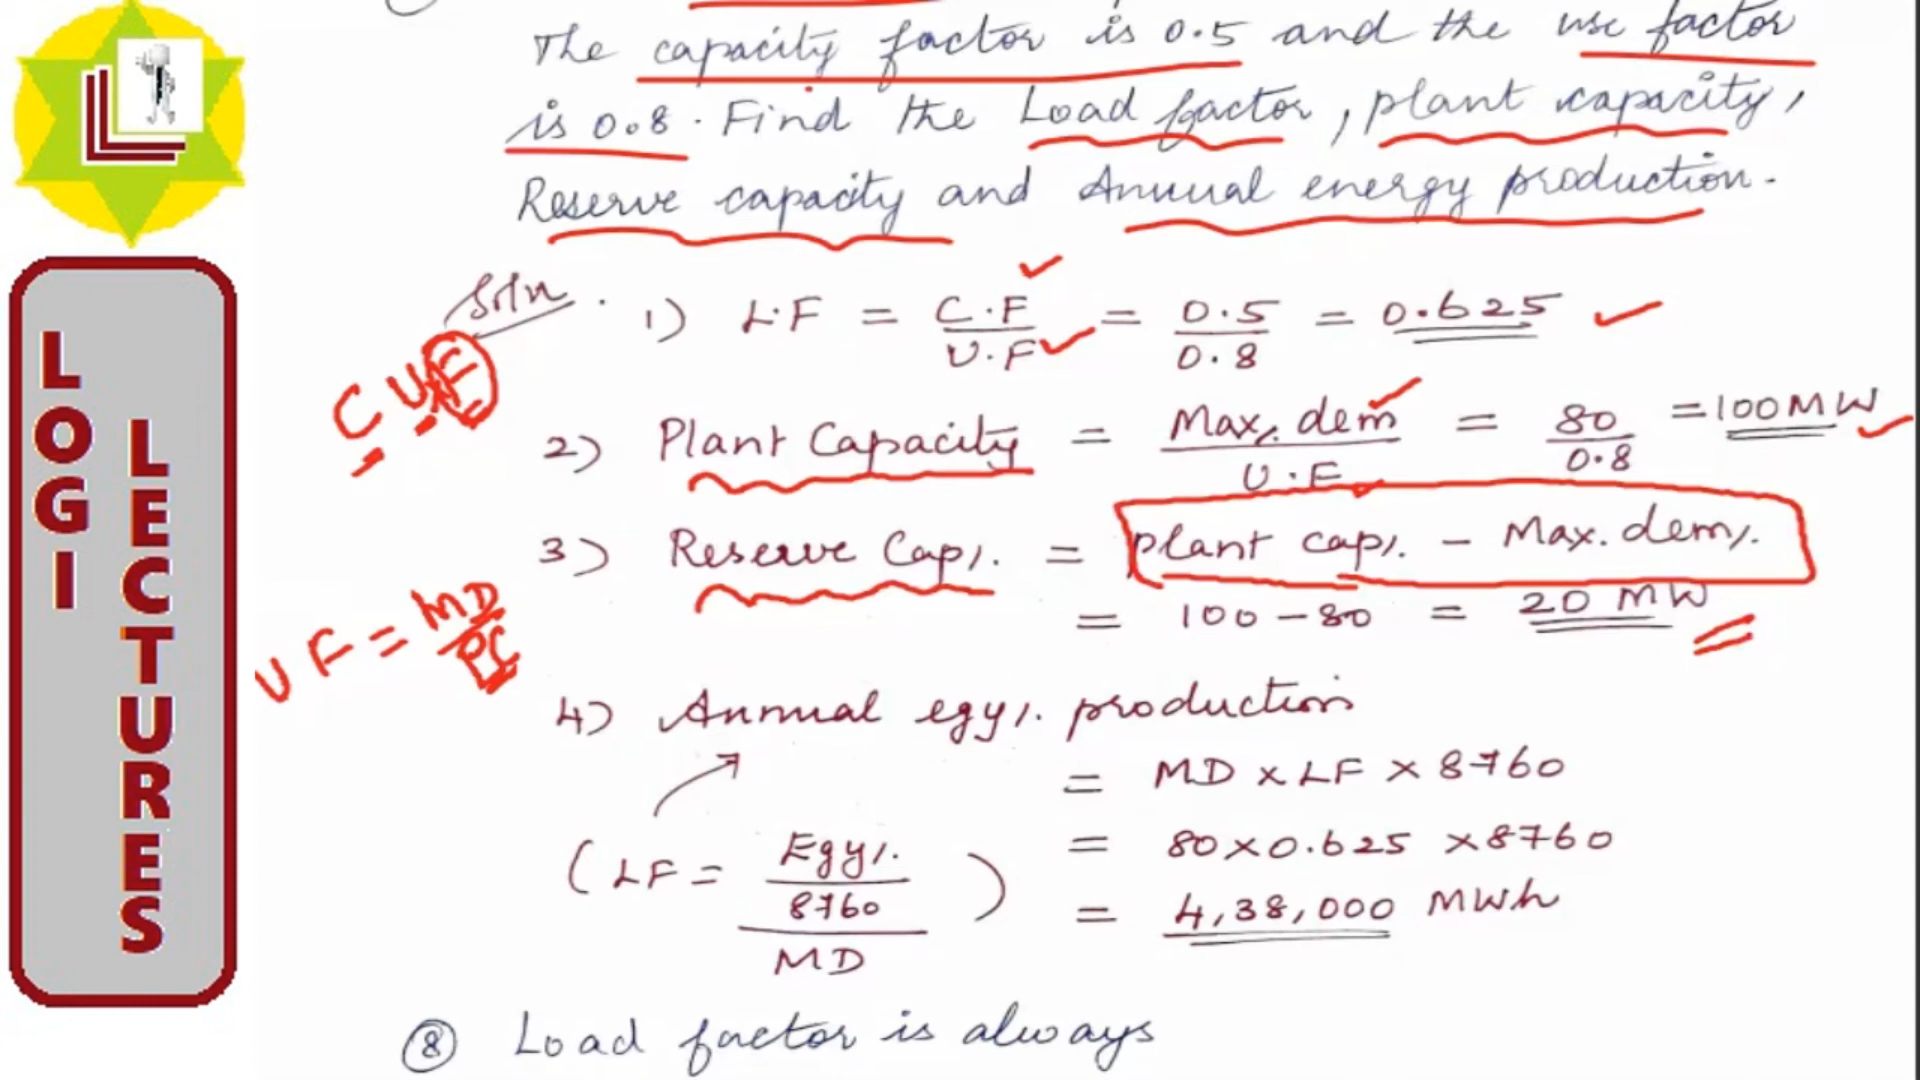 The capacity factor is 0.5 and the use factor
is 0.8. Find the Load factor, plant capacity,
Reserve capacity and Annual energy production.
Soln.
1) L.F = C.F / U.F = 0.5 / 0.8 = 0.625
C U F
2) Plant Capacity = Max. dem / U.F = 80 / 0.8 = 100MW
3) Reserve Cap. = plant cap. - Max. dem.
= 100 - 80 = 20 MW
UF = MD / PC
4) Annual egy. production
= MD x LF x 8760
(LF = Egy. / 8760 / MD)
= 80 x 0.625 x 8760
= 4,38,000 MWh
8 Load factor is always
LOGI
LECTURES